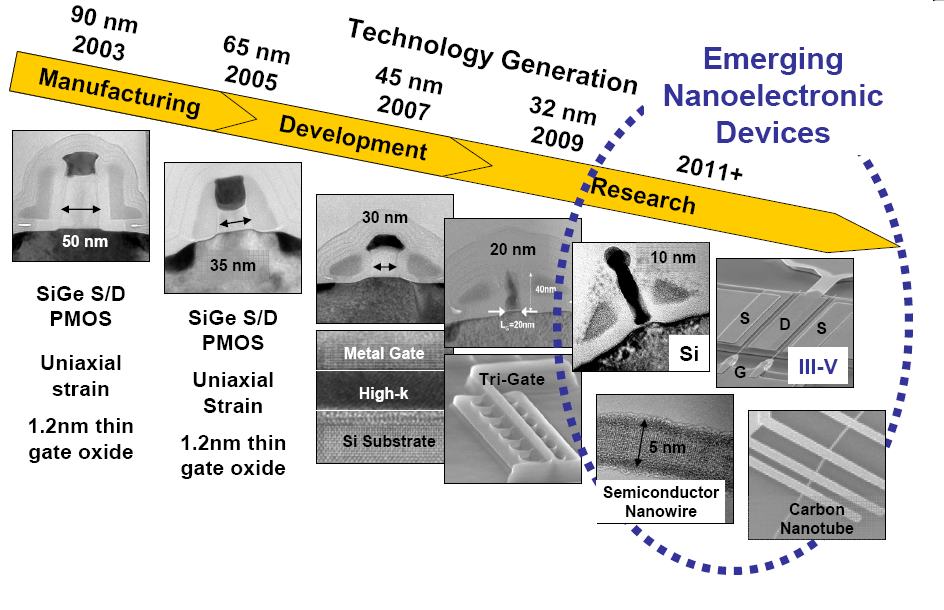 90 nm
2003
65 nm
2005
Technology Generation
45 nm
2007
32 nm
2009
2011+
Emerging
Nanoelectronic
Devices
Manufacturing
Development
Research
50 nm
SiGe S/D
PMOS
Uniaxial
strain
1.2nm thin
gate oxide
35 nm
SiGe S/D
PMOS
Uniaxial
Strain
1.2nm thin
gate oxide
30 nm
Metal Gate
High-k
Si Substrate
20 nm
40nm
LG=20nm
Tri-Gate
10 nm
Si
S
D
S
G
III-V
5 nm
Semiconductor
Nanowire
Carbon
Nanotube